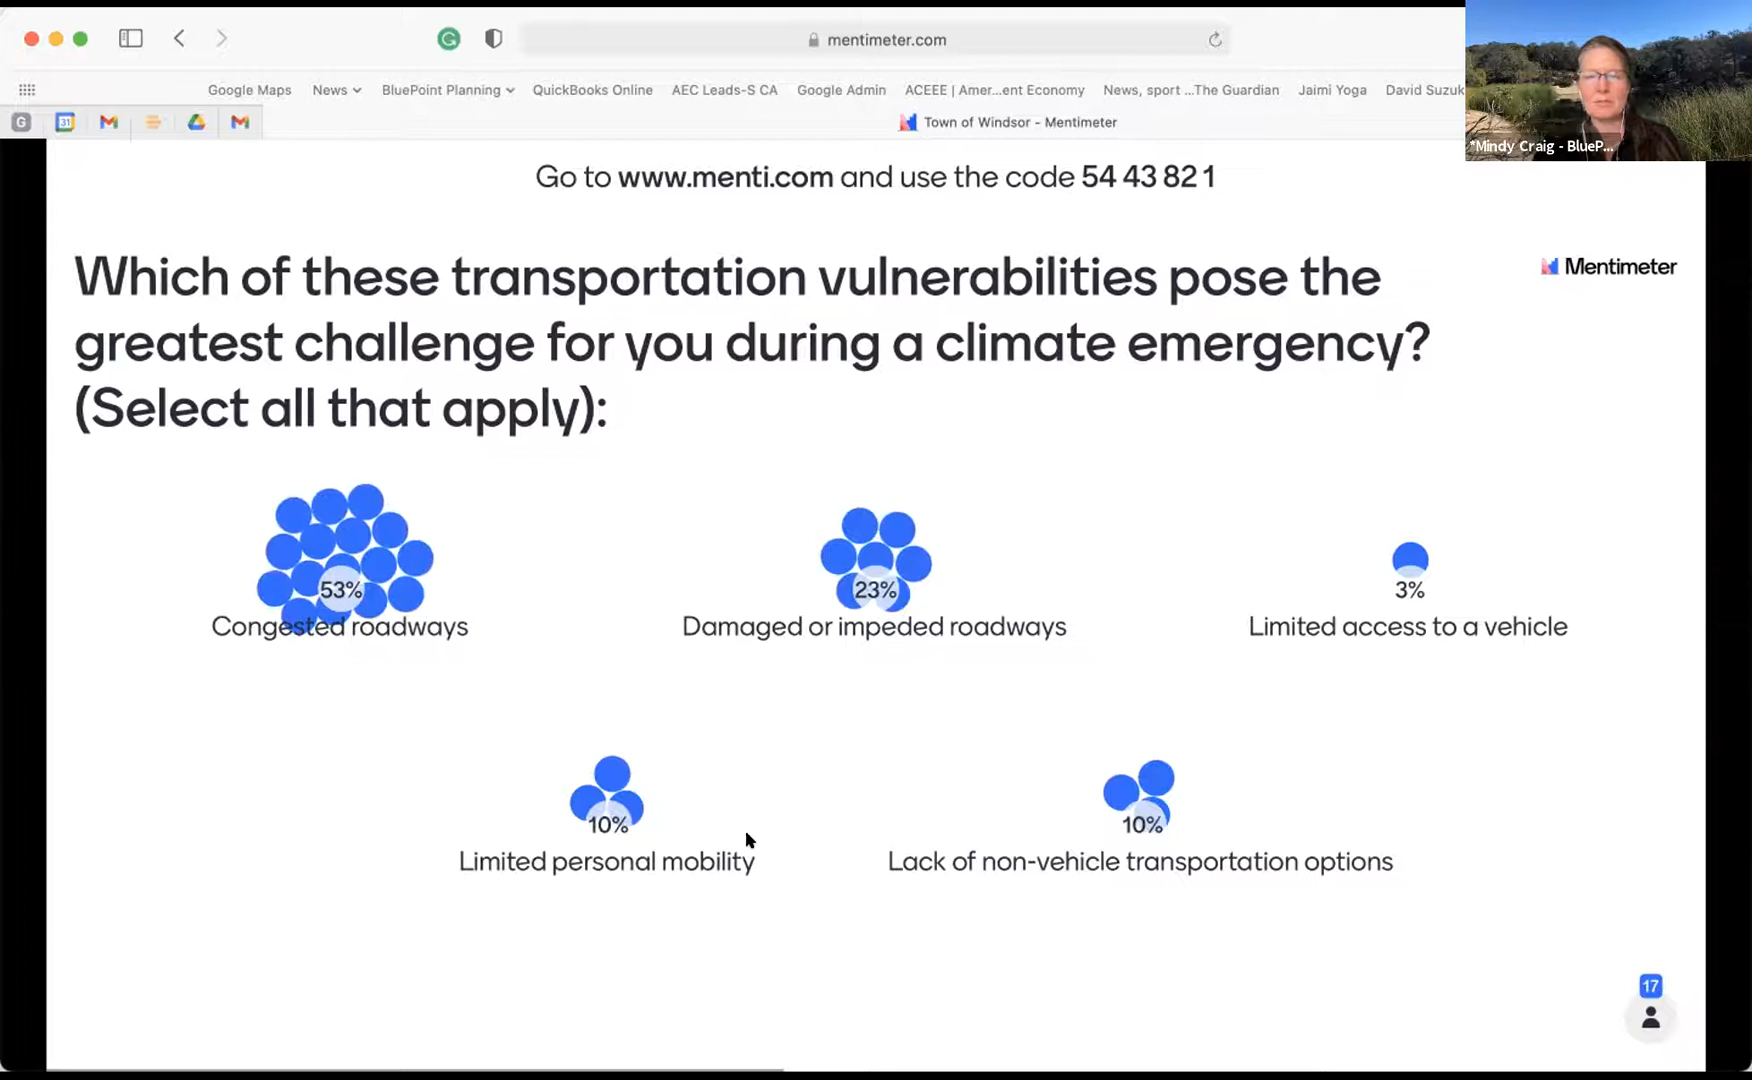 mentimeter.com
Google Maps
News
BluePoint Planning
QuickBooks Online
AEC Leads-S CA
Google Admin
ACEEE | Amer...ent Economy
News, sport ...The Guardian
Jaimi Yoga
David Suzuk
G
31
Town of Windsor - Mentimeter
*Mindy Craig - BlueP...
Go to www.menti.com and use the code 54 43 82 1
Mentimeter
Which of these transportation vulnerabilities pose the
greatest challenge for you during a climate emergency?
(Select all that apply):
53%
Congested roadways
23%
Damaged or impeded roadways
3%
Limited access to a vehicle
10%
Limited personal mobility
10%
Lack of non-vehicle transportation options
17